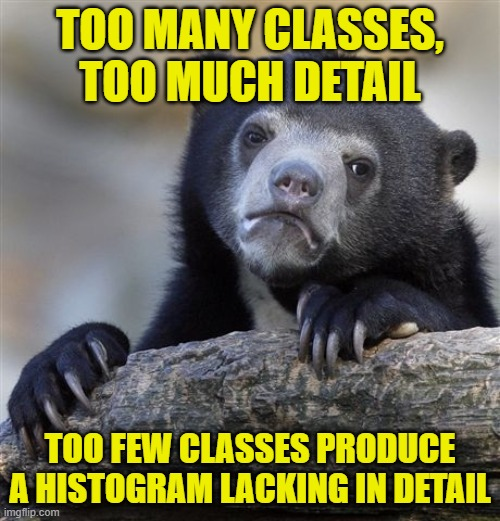 TOO MANY CLASSES,
TOO MUCH DETAIL
TOO FEW CLASSES PRODUCE
A HISTOGRAM LACKING IN DETAIL
imgflip.com